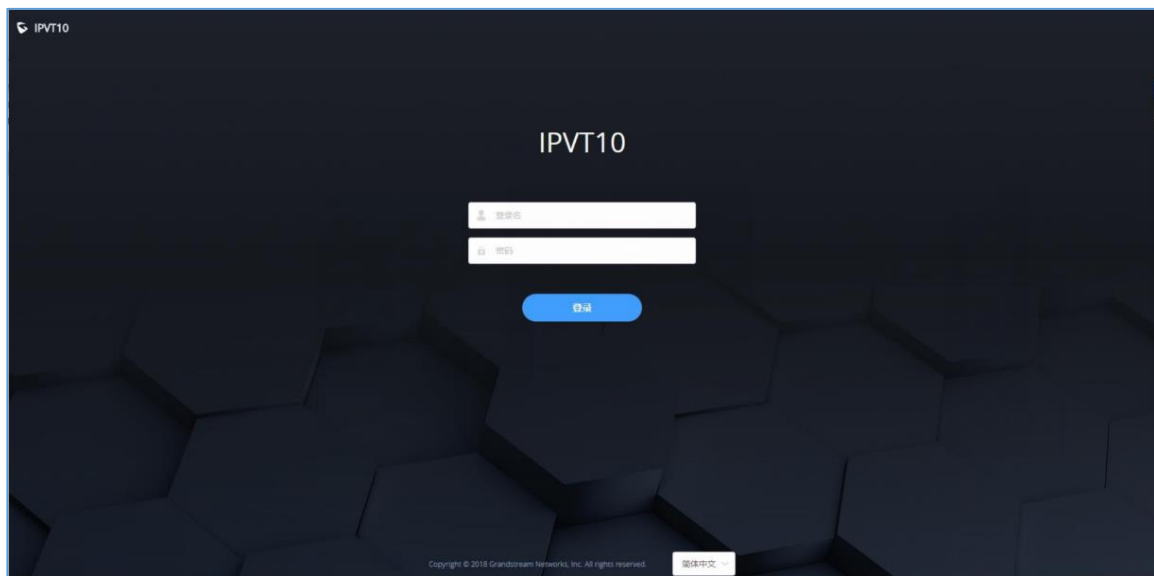 IPVT10
IPVT10
登录名
密码
登录
Copyright © 2018 Grandstream Networks, Inc. All rights reserved.
简体中文